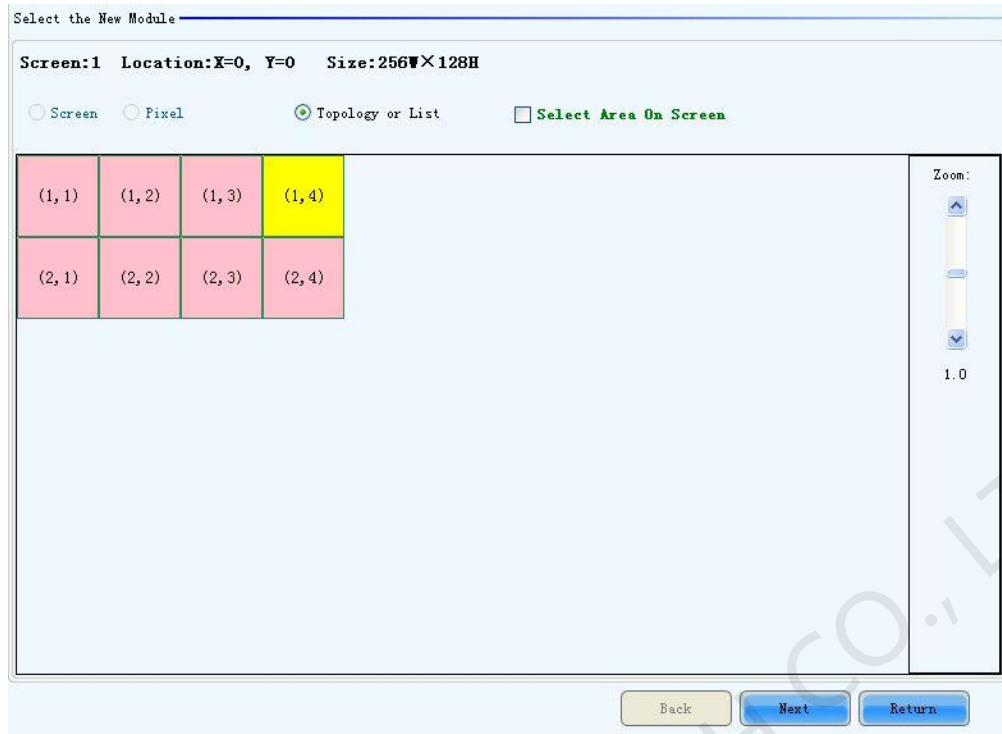 Select the New Module
Screen:1 Location:X=0, Y=0 Size:256W×128H
Screen Pixel Topology or List Select Area On Screen
(1,1) (1,2) (1,3) (1,4)
Zoom:
(2,1) (2,2) (2,3) (2,4)
1.0
CO.,
Back Next Return